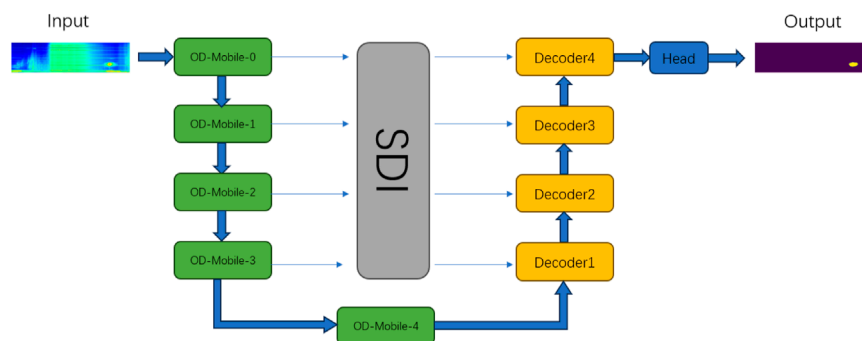 Input
Output
OD-Mobile-0
Decoder4
Head
OD-Mobile-1
Decoder3
SDI
OD-Mobile-2
Decoder2
OD-Mobile-3
Decoder1
OD-Mobile-4